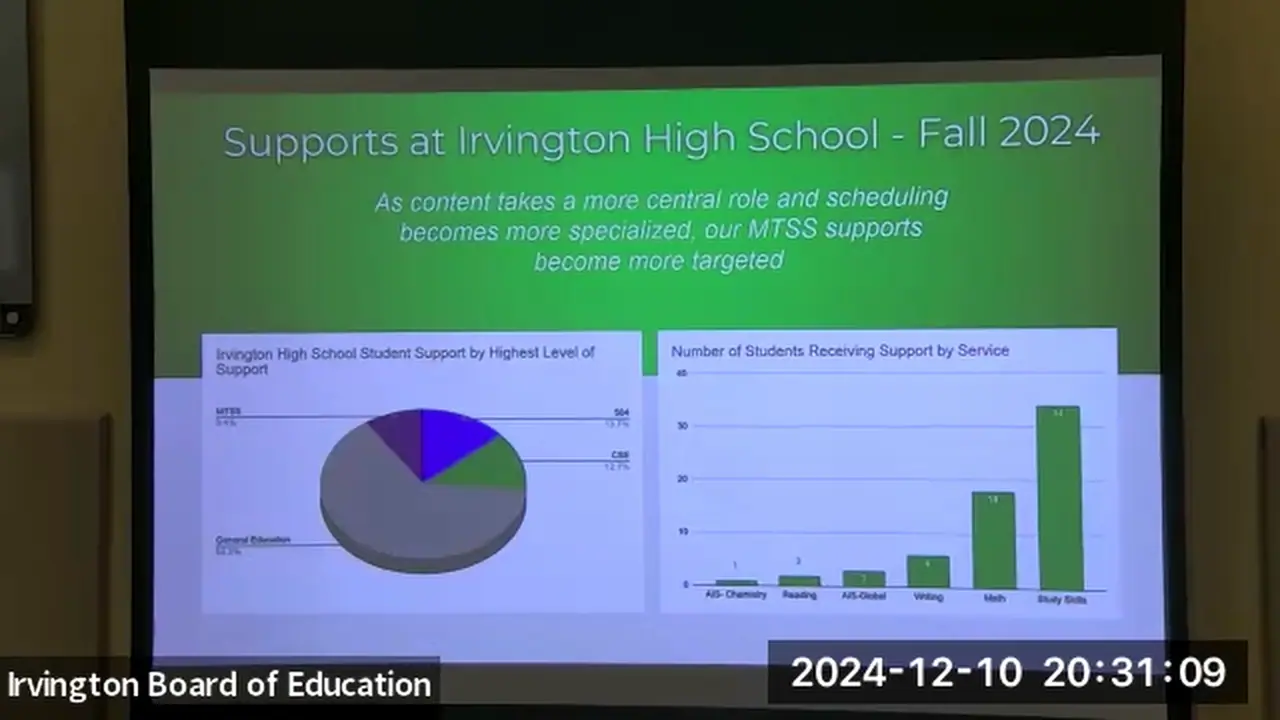 Supports at Irvington High School - Fall 2024
As content takes a more central role and scheduling
becomes more specialized, our MTSS supports
become more targeted
Irvington High School Student Support by Highest Level of
Support
MTSS
504
12.7%
General Education
Number of Students Receiving Support by Service
40
30
20
10
0
1
18
AIS- Chemistry
Reading
AIS-Global
Writing
Math
Study Skills
Irvington Board of Education
2024-12-10 20:31:09